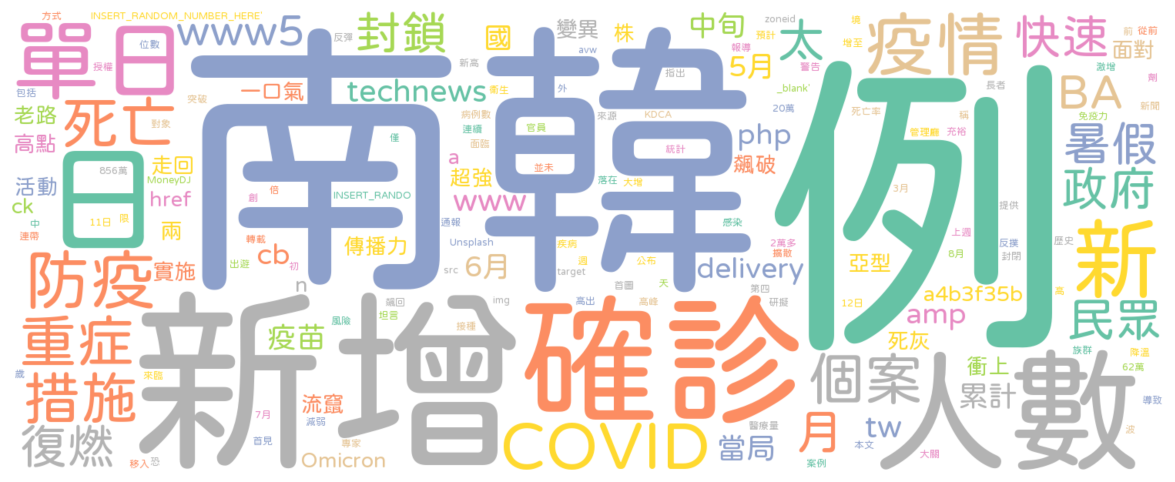 方式
INSERT_RANDOM_NUMBER_HERE'
www5
封鎖
反彈
國
變異
株
中旬
zoneid
太
疫情
快速
境
前
從前
單日
位數
授權
預計
增至
面對
包括
突破
新高
avw
5月
報導
警告
激增
一口氣
technews
衛生
外
指出
_blank'
BA
劑
死亡
老路
對象
病例數
來源
KDCA
20萬
死亡率
長者
新聞
免疫力
高點
連續
官員
php
稱
暑假
僅
面臨
統計
管理廳
充裕
南韓
例
日
走回
856萬
a
並未
飆破
MoneyDJ
活動
超強
落在
大增
3月
政府
href
倍
創
INSERT_RANDO
www
ck
兩
11日
限
中
連帶
通報
感染
提供
轉載
傳播力
Unsplash
疾病
2萬多
擴散
上週
8月
反撲
封閉
歷史
新
cb
出遊
初
6月
週
公布
delivery
亞型
防疫
實施
src
target
天
首圖
第四
n
高
a4b3f35b
img
飆回
高出
高峰
研擬
12日
amp
民眾
坦言
風險
重症
疫苗
接種
死灰
族群
新增
確診
降溫
歲
來臨
個案
衝上
62萬
措施
累計
人數
導致
流竄
減弱
7月
月
復燃
首見
COVID
醫療量
當局
tw
波
專家
本文
移入
恐
Omicron
案例
大關